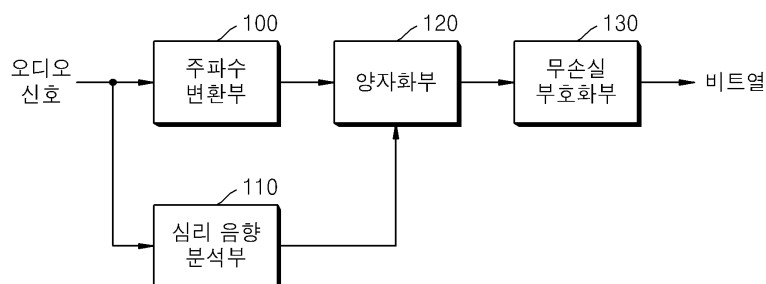 100
120
130
오디오
신호
주파수
변환부
양자화부
무손실
부호화부
비트열
110
심리 음향
분석부